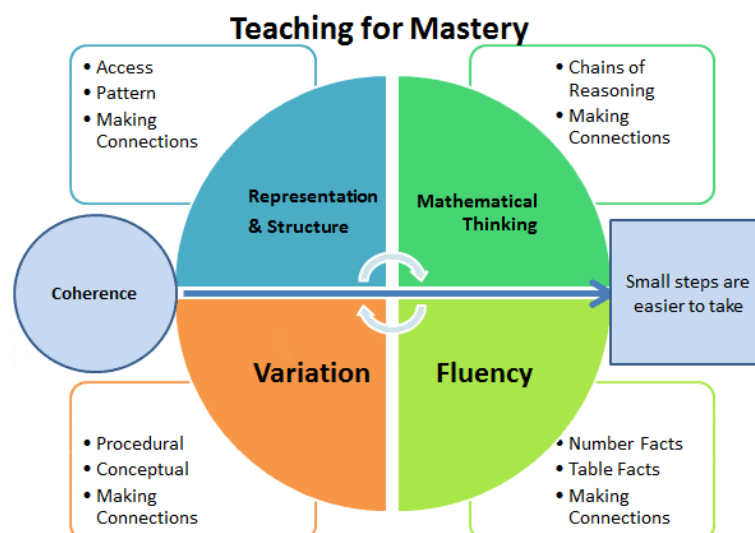 Teaching for Mastery
• Access
• Pattern
• Making
Connections
• Chains of
Reasoning
• Making
Connections
Representation
& Structure
Mathematical
Thinking
Coherence
Small steps are
easier to take
Variation
Fluency
• Procedural
• Conceptual
• Making
Connections
• Number Facts
• Table Facts
• Making
Connections